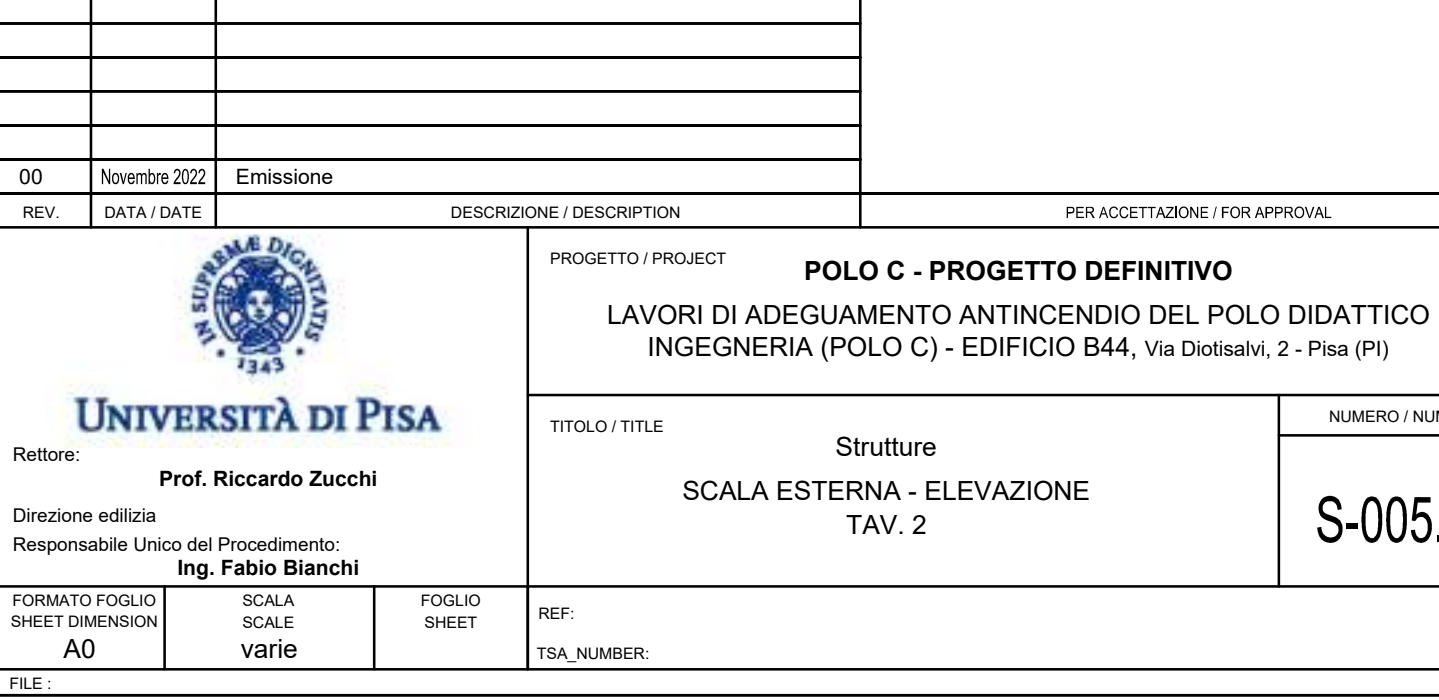 00 Novembre 2022 Emissione
REV. DATA / DATE DESCRIZIONE / DESCRIPTION PER ACCETTAZIONE / FOR APPROVAL
IN SUPREMÆ DIGNITATIS
1343
UNIVERSITÀ DI PISA
Rettore:
Prof. Riccardo Zucchi
Direzione edilizia
Responsabile Unico del Procedimento:
Ing. Fabio Bianchi
PROGETTO / PROJECT
POLO C - PROGETTO DEFINITIVO
LAVORI DI ADEGUAMENTO ANTINCENDIO DEL POLO DIDATTICO
INGEGNERIA (POLO C) - EDIFICIO B44, Via Diotisalvi, 2 - Pisa (PI)
TITOLO / TITLE
Strutture
SCALA ESTERNA - ELEVAZIONE
TAV. 2
NUMERO /
S-005.
FORMATO FOGLIO
SHEET DIMENSION
A0
SCALA
SCALE
varie
FOGLIO
SHEET
REF:
TSA_NUMBER:
FILE :